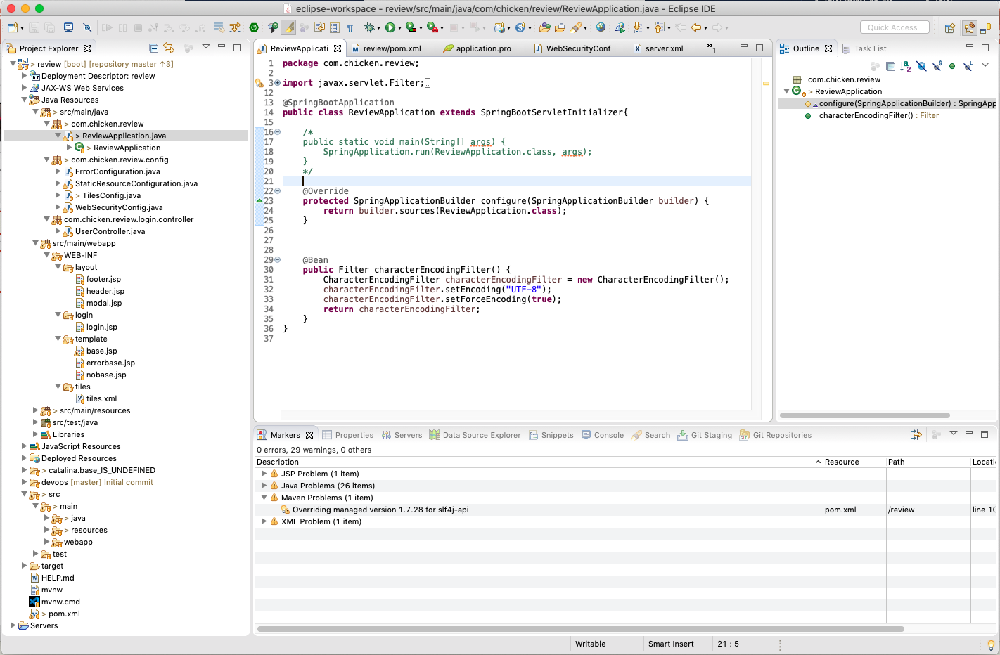 eclipse-workspace - review/src/main/java/com/chicken/review/ReviewApplication.java - Eclipse IDE
Quick Access
Project Explorer
> review [boot] [repository master ↑3]
Deployment Descriptor: review
JAX-WS Web Services
Java Resources
> src/main/java
> com.chicken.review
> ReviewApplication.java
> ReviewApplication
> com.chicken.review.config
ErrorConfiguration.java
StaticResourceConfiguration.java
> TilesConfig.java
WebSecurityConfig.java
com.chicken.review.login.controller
UserController.java
src/main/webapp
WEB-INF
layout
footer.jsp
header.jsp
modal.jsp
login
login.jsp
template
base.jsp
errorbase.jsp
nobase.jsp
tiles
tiles.xml
> src/main/resources
src/test/java
Libraries
JavaScript Resources
Deployed Resources
> catalina.base_IS_UNDEFINED
devops [master] Initial commit
> src
> main
> java
> resources
webapp
test
target
HELP.md
mvnw
mvnw.cmd
> pom.xml
Servers
ReviewApplicati
review/pom.xml
application.pro
WebSecurityConf
server.xml
»1
1 package com.chicken.review;
2
3 import javax.servlet.Filter;
12
13 @SpringBootApplication
14 public class ReviewApplication extends SpringBootServletInitializer{
15
16 /*
17 public static void main(String[] args) {
18 SpringApplication.run(ReviewApplication.class, args);
19 }
20 */
21
22 @Override
23 protected SpringApplicationBuilder configure(SpringApplicationBuilder builder) {
24 return builder.sources(ReviewApplication.class);
25 }
26
27
28
29 @Bean
30 public Filter characterEncodingFilter() {
31 CharacterEncodingFilter characterEncodingFilter = new CharacterEncodingFilter();
32 characterEncodingFilter.setEncoding("UTF-8");
33 characterEncodingFilter.setForceEncoding(true);
34 return characterEncodingFilter;
35 }
36 }
37
Outline
Task List
com.chicken.review
> ReviewApplication
configure(SpringApplicationBuilder) : SpringApp
characterEncodingFilter() : Filter
Markers
Properties
Servers
Data Source Explorer
Snippets
Console
Search
Git Staging
Git Repositories
0 errors, 29 warnings, 0 others
Description Resource Path Locati
JSP Problem (1 item)
Java Problems (26 items)
Maven Problems (1 item)
Overriding managed version 1.7.28 for slf4j-api pom.xml /review line 10
XML Problem (1 item)
Writable Smart Insert 21 : 5